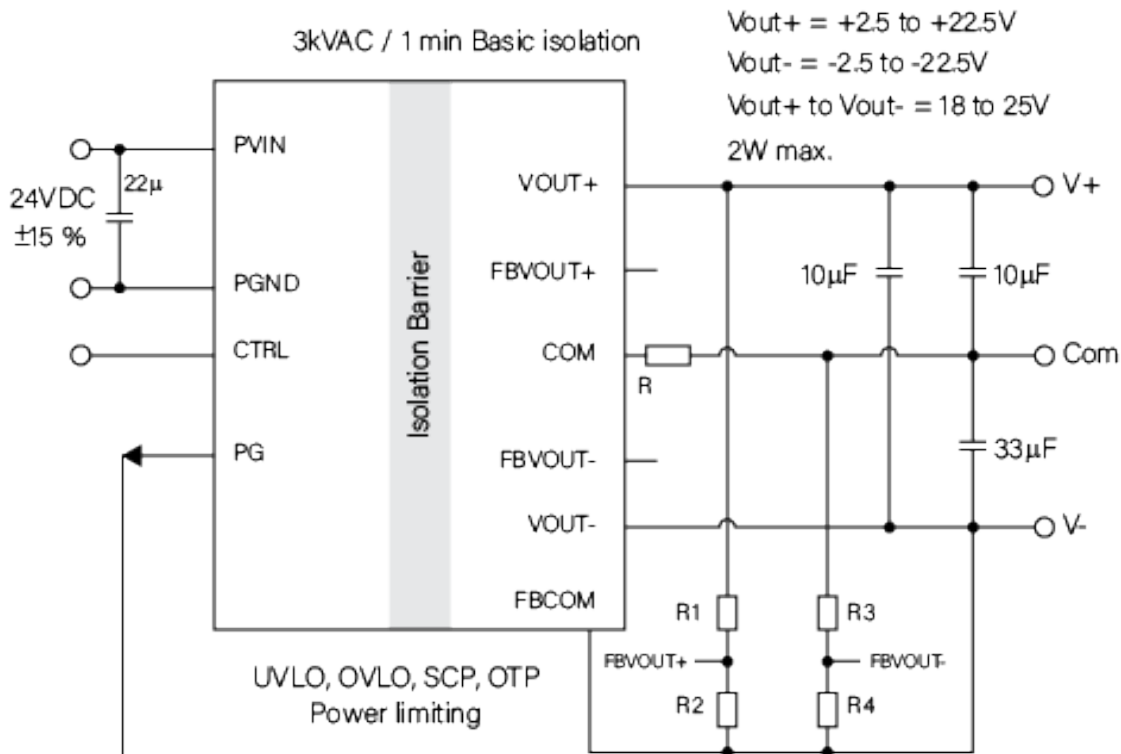 3kVAC / 1 min Basic isolation
Vout+ = +2.5 to +22.5V
Vout- = -2.5 to -22.5V
Vout+ to Vout- = 18 to 25V
2W max.
PVIN
22μ
24VDC
±15 %
PGND
CTRL
PG
Isolation Barrier
VOUT+
FBVOUT+
COM
R
FBVOUT-
VOUT-
FBCOM
V+
10μF
10μF
Com
33μF
V-
R1
R3
FBVOUT+
FBVOUT-
R2
R4
UVLO, OVLO, SCP, OTP
Power limiting